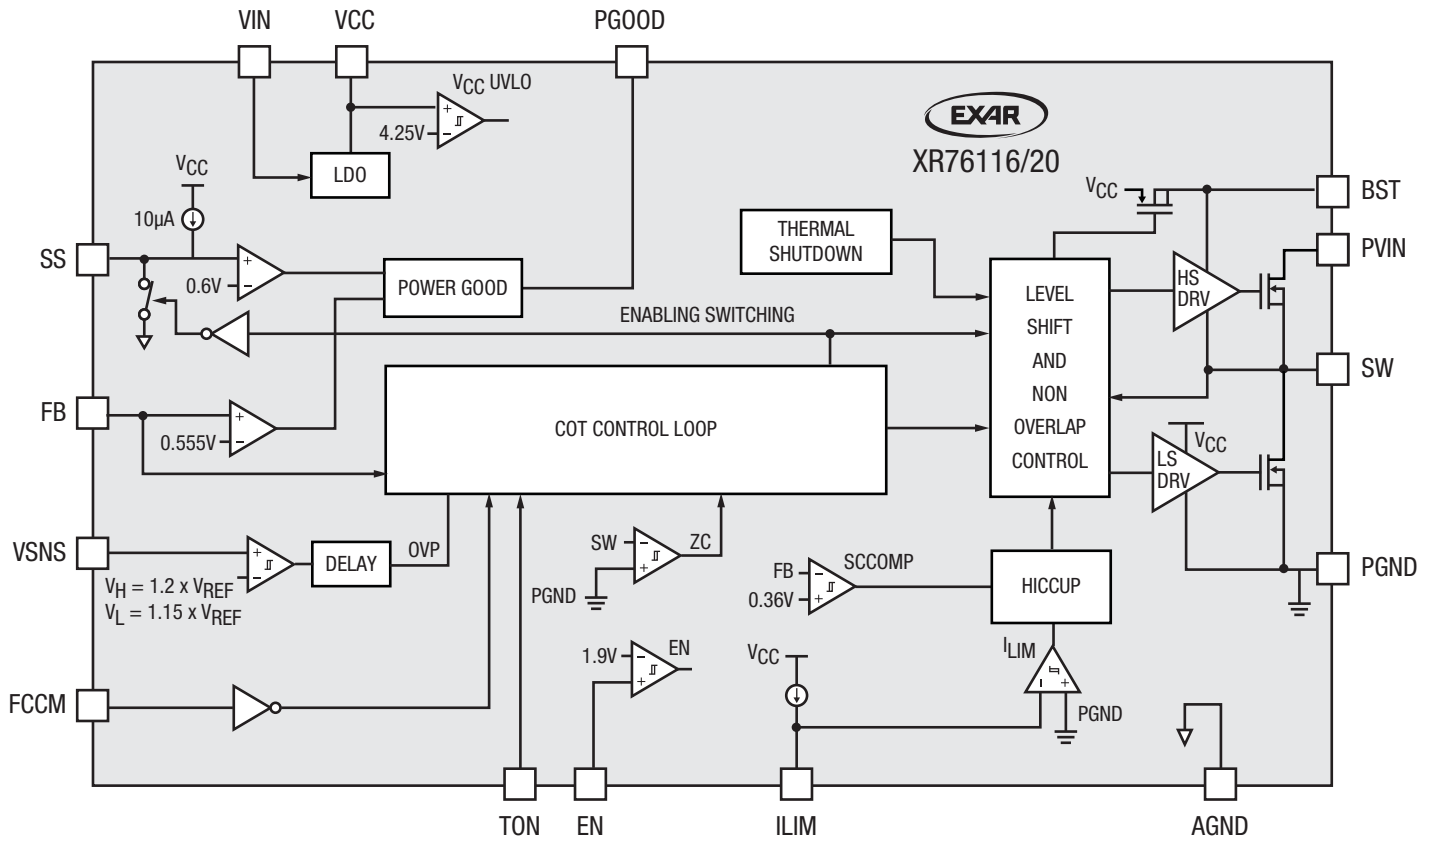 VIN VCC PGOOD
VCC UVLO
+
4.25V
−
LDO
EXAR
XR76116/20
VCC
10µA
VCC
BST
THERMAL
SHUTDOWN
SS
+
0.6V
−
POWER GOOD
PVIN
HS
DRV
LEVEL
SHIFT
AND
NON
OVERLAP
CONTROL
ENABLING SWITCHING
SW
FB
+
0.555V
−
COT CONTROL LOOP
VCC
LS
DRV
VSNS
+
−
VH = 1.2 x VREF
VL = 1.15 x VREF
DELAY
OVP
SW
−
+
ZC
PGND
FB
−
0.36V
+
SCCOMP
HICCUP
PGND
1.9V
−
+
EN
VCC
ILIM
−
+
PGND
FCCM
TON EN ILIM AGND